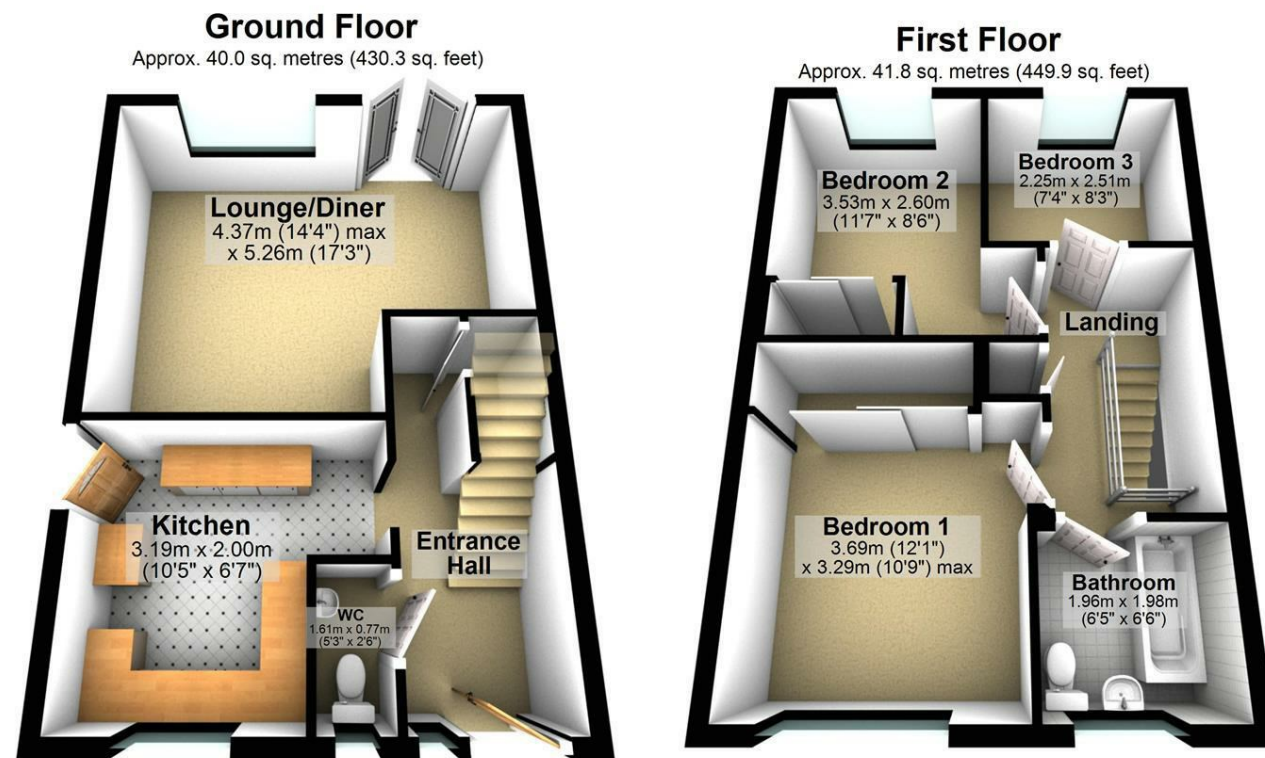 Ground Floor
Approx. 40.0 sq. metres (430.3 sq. feet)
Lounge/Diner
4.37m (14'4") max
x 5.26m (17'3")
Kitchen
3.19m x 2.00m
(10'5" x 6'7")
Entrance
Hall
WC
1.61m x 0.77m
(5'3" x 2'6")
First Floor
Approx. 41.8 sq. metres (449.9 sq. feet)
Bedroom 2
3.53m x 2.60m
(11'7" x 8'6")
Bedroom 3
2.25m x 2.51m
(7'4" x 8'3")
Landing
Bedroom 1
3.69m (12'1")
x 3.29m (10'9") max
Bathroom
1.96m x 1.98m
(6'5" x 6'6")